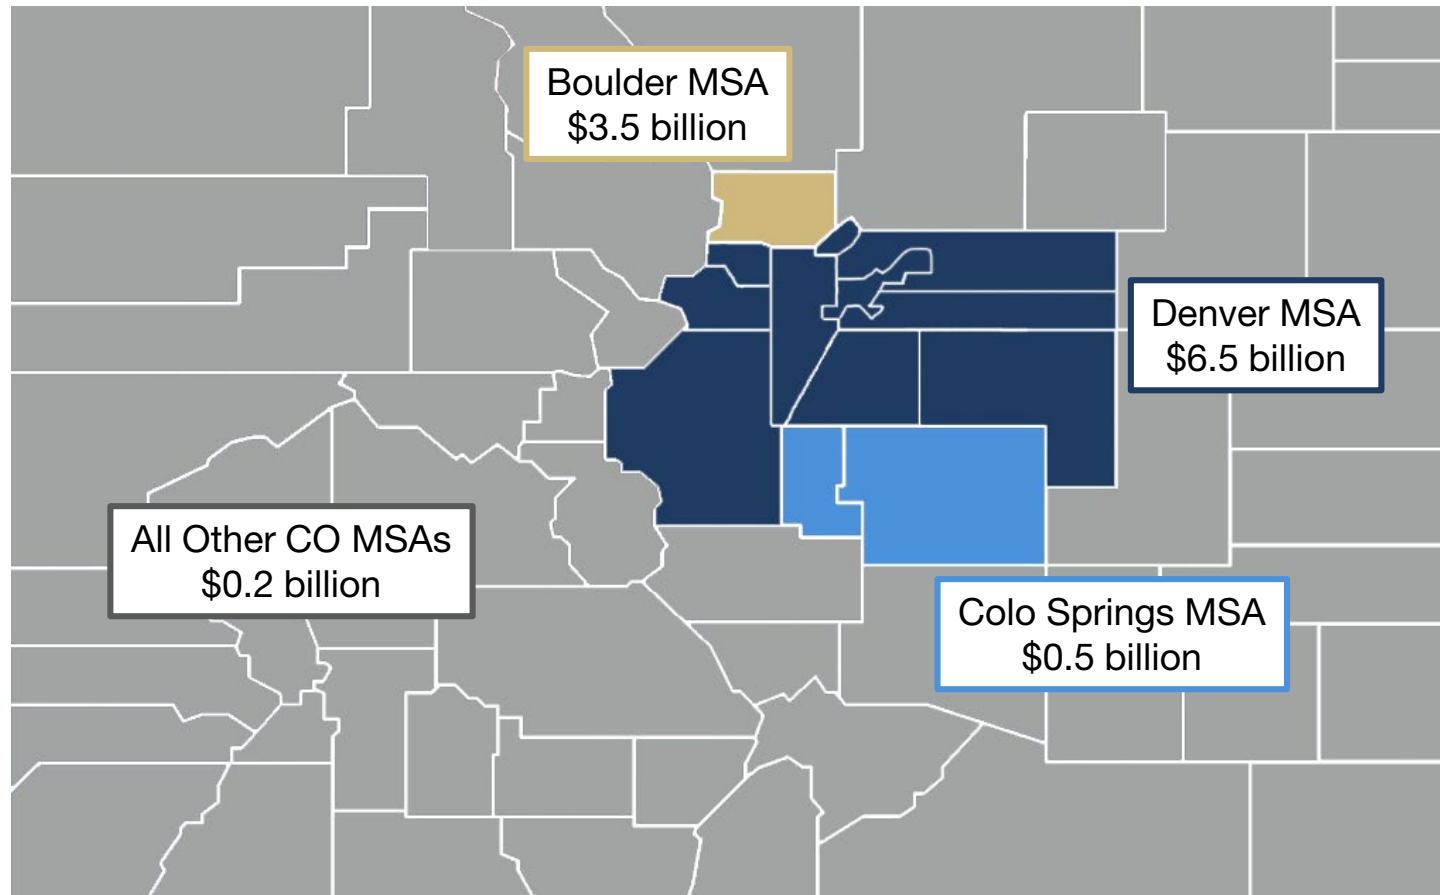 Boulder MSA
$3.5 billion
Denver MSA
$6.5 billion
All Other CO MSAs
$0.2 billion
Colo Springs MSA
$0.5 billion